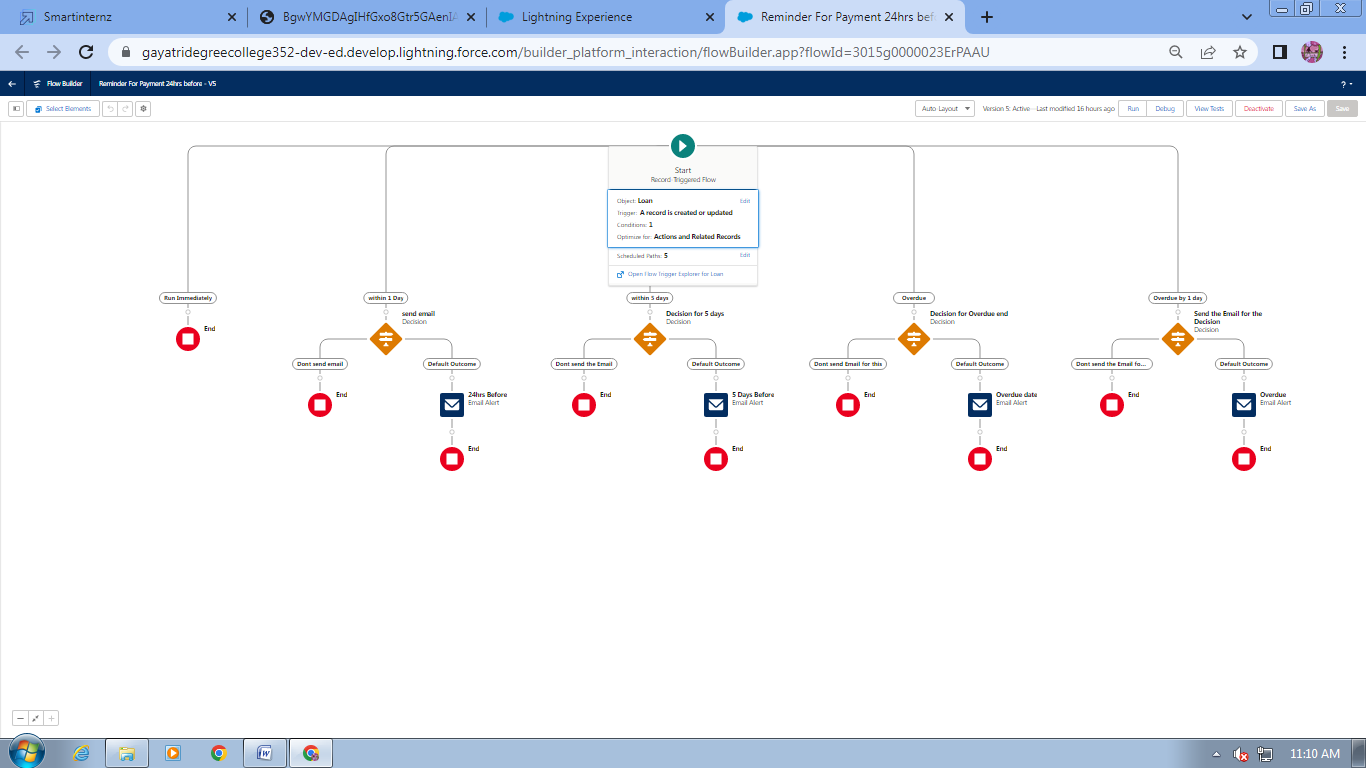 Smartinternz
BgwYMGDAgIHfGxo8Gtr5GAenI
Lightning Experience
Reminder For Payment 24hrs bef
gayatridegreecollege352-dev-ed.develop.lightning.force.com/builder_platform_interaction/flowBuilder.app?flowId=3015g0000023ErPAAU
Flow Builder
Reminder For Payment 24hrs before - V5
?
Select Elements
Auto-Layout
Version 5: Active—Last modified 16 hours ago
Run
Debug
View Tests
Deactivate
Save As
Save
Start
Record-Triggered Flow
Object: Loan
Edit
Trigger: A record is created or updated
Conditions: 1
Optimize for: Actions and Related Records
Scheduled Paths: 5
Edit
Open Flow Trigger Explorer for Loan
Run Immediately
within 1 Day
within 5 days
Overdue
Overdue by 1 day
End
send email
Decision
Decision for 5 days
Decision
Decision for Overdue end
Decision
Send the Email for the
Decision
Decision
Dont send email
Default Outcome
Dont send the Email
Default Outcome
Dont send Email for this
Default Outcome
Dont send the Email fo...
Default Outcome
End
24hrs Before
Email Alert
End
5 Days Before
Email Alert
End
Overdue date
Email Alert
End
Overdue
Email Alert
End
End
End
End
11:10 AM